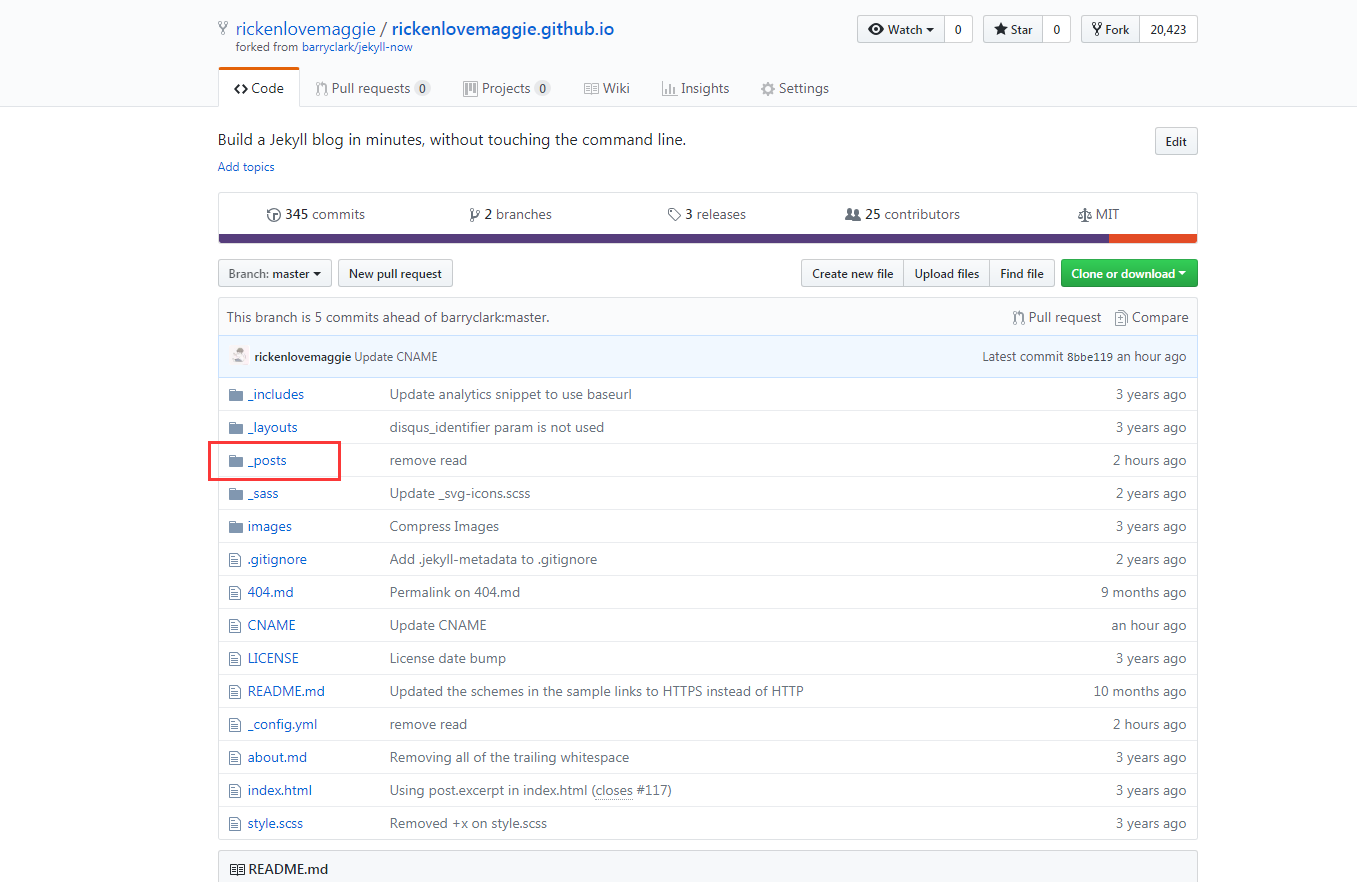 rickenlovemaggie / rickenlovemaggie.github.io
forked from barryclark/jekyll-now
Watch 0 Star 0 Fork 20,423
Code Pull requests 0 Projects 0 Wiki Insights Settings
Build a Jekyll blog in minutes, without touching the command line.
Edit
Add topics
345 commits 2 branches 3 releases 25 contributors MIT
Branch: master New pull request Create new file Upload files Find file Clone or download
This branch is 5 commits ahead of barryclark:master. Pull request Compare
rickenlovemaggie Update CNAME Latest commit 8bbe119 an hour ago
_includes Update analytics snippet to use baseurl 3 years ago
_layouts disqus_identifier param is not used 3 years ago
_posts remove read 2 hours ago
_sass Update _svg-icons.scss 2 years ago
images Compress Images 3 years ago
.gitignore Add .jekyll-metadata to .gitignore 2 years ago
404.md Permalink on 404.md 9 months ago
CNAME Update CNAME an hour ago
LICENSE License date bump 3 years ago
README.md Updated the schemes in the sample links to HTTPS instead of HTTP 10 months ago
_config.yml remove read 2 hours ago
about.md Removing all of the trailing whitespace 3 years ago
index.html Using post.excerpt in index.html (closes #117) 3 years ago
style.scss Removed +x on style.scss 3 years ago
README.md